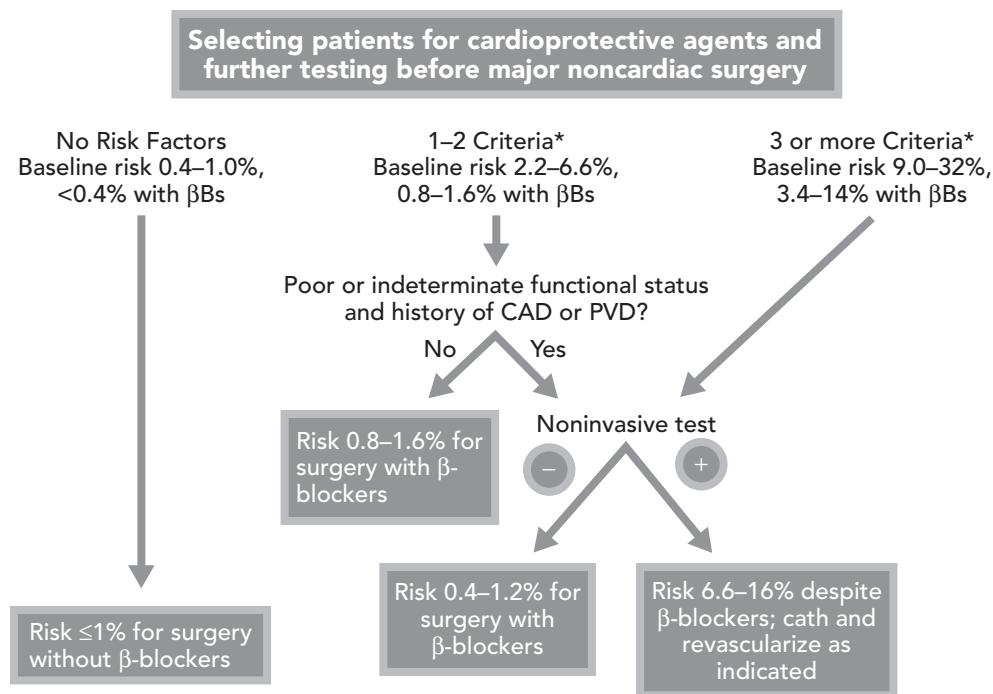 Selecting patients for cardioprotective agents and
further testing before major noncardiac surgery
No Risk Factors
Baseline risk 0.4–1.0%,
<0.4% with βBs
1–2 Criteria*
Baseline risk 2.2–6.6%,
0.8–1.6% with βBs
3 or more Criteria*
Baseline risk 9.0–32%,
3.4–14% with βBs
Poor or indeterminate functional status
and history of CAD or PVD?
No
Yes
Risk 0.8–1.6% for
surgery with β-
blockers
Noninvasive test
−
+
Risk ≤1% for surgery
without β-blockers
Risk 0.4–1.2% for
surgery with
β-blockers
Risk 6.6–16% despite
β-blockers; cath and
revascularize as
indicated